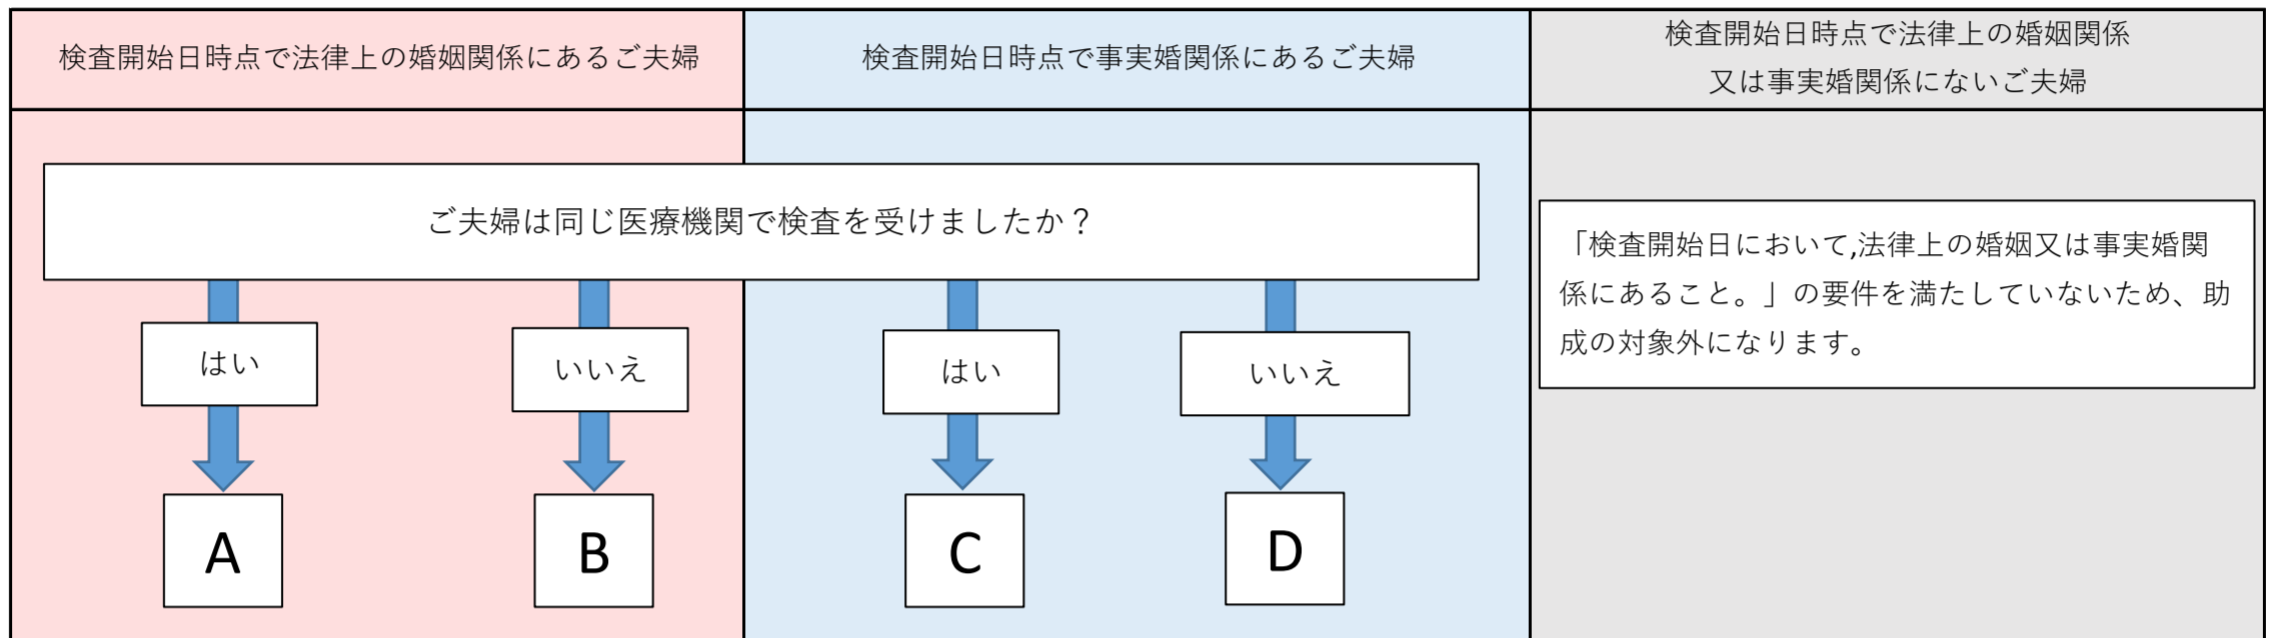 検査開始日時点で法律上の婚姻関係にあるご夫婦
検査開始日時点で事実婚関係にあるご夫婦
検査開始日時点で法律上の婚姻関係
又は事実婚関係にないご夫婦
ご夫婦は同じ医療機関で検査を受けましたか？
はい
いいえ
はい
いいえ
A
B
C
D
「検査開始日において,法律上の婚姻又は事実婚関
係にあること。」の要件を満たしていないため、助
成の対象外になります。